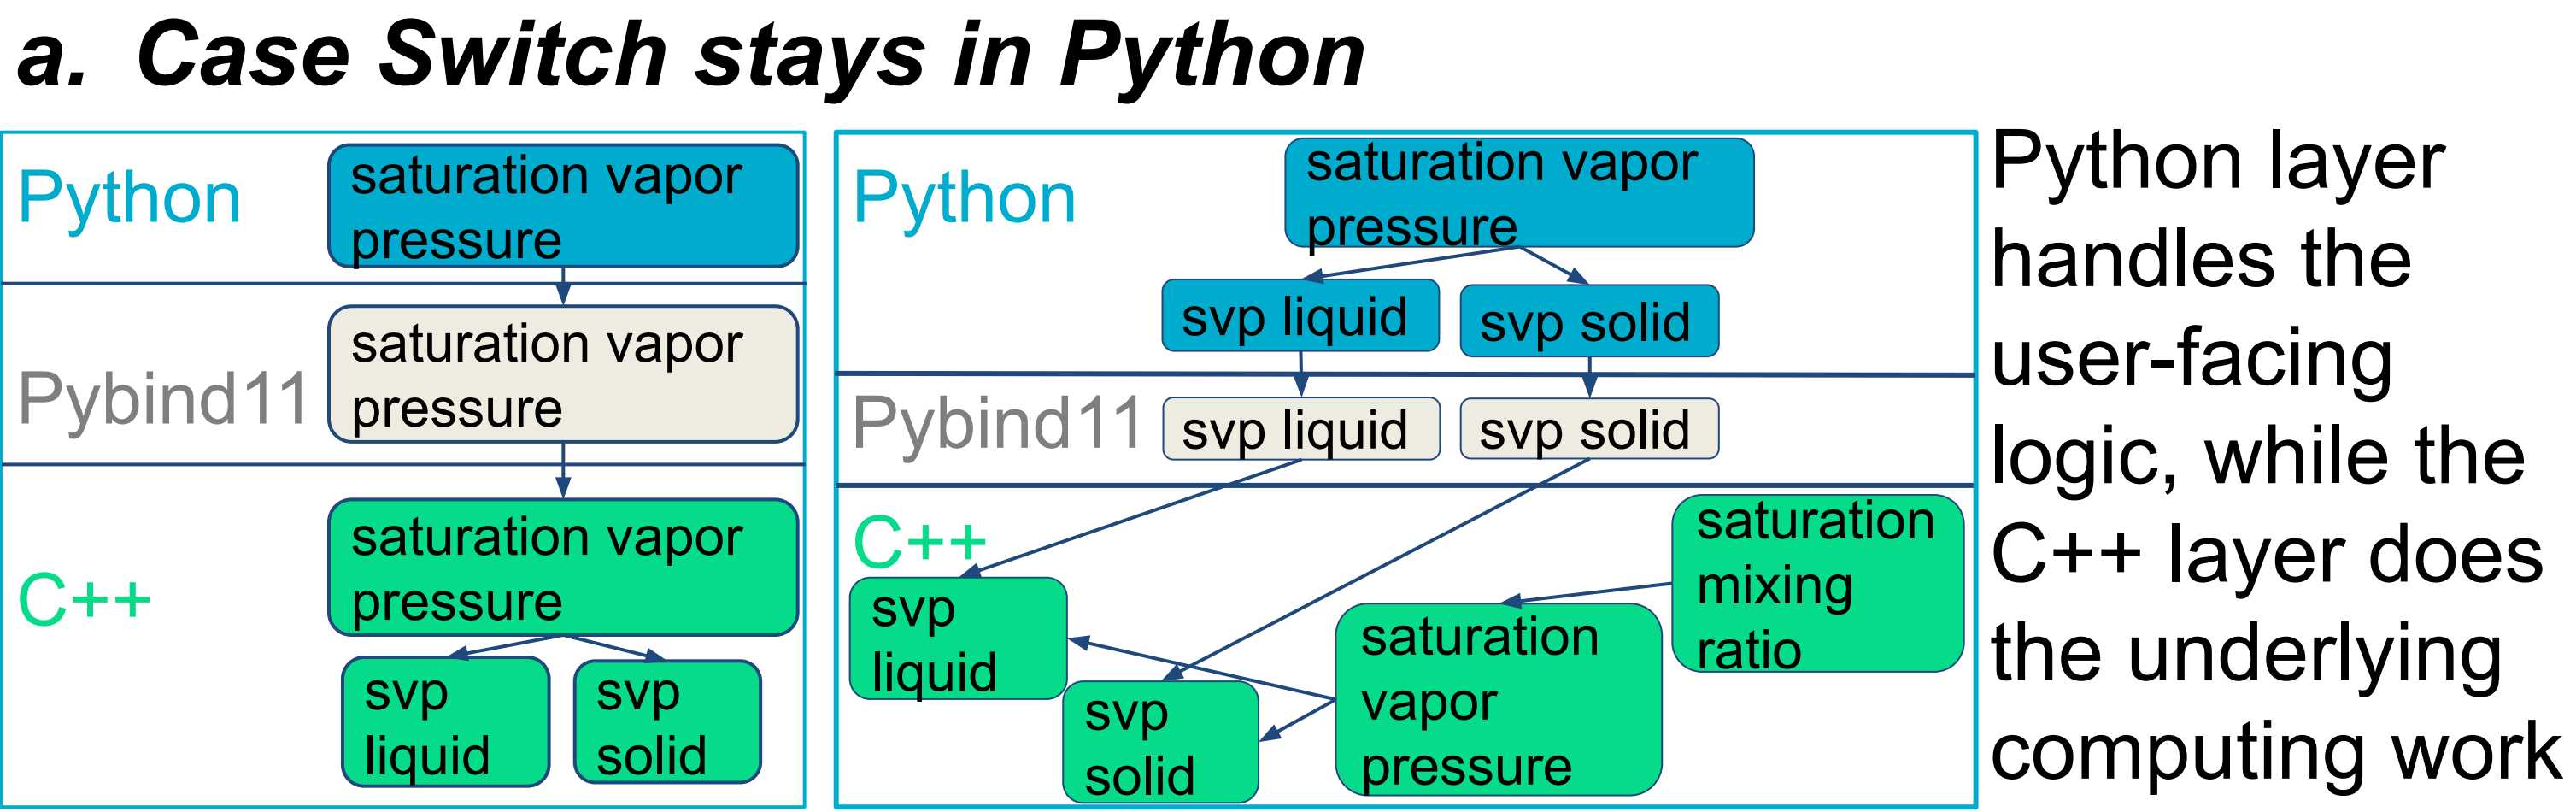 a. Case Switch stays in Python
Python
saturation vapor
pressure
Pybind11
saturation vapor
pressure
C++
saturation vapor
pressure
svp
liquid
svp
solid
Python
saturation vapor
pressure
svp liquid
svp solid
Pybind11
svp liquid
svp solid
C++
svp
liquid
svp
solid
saturation
vapor
pressure
saturation
mixing
ratio
Python layer
handles the
user-facing
logic, while the
C++ layer does
the underlying
computing work